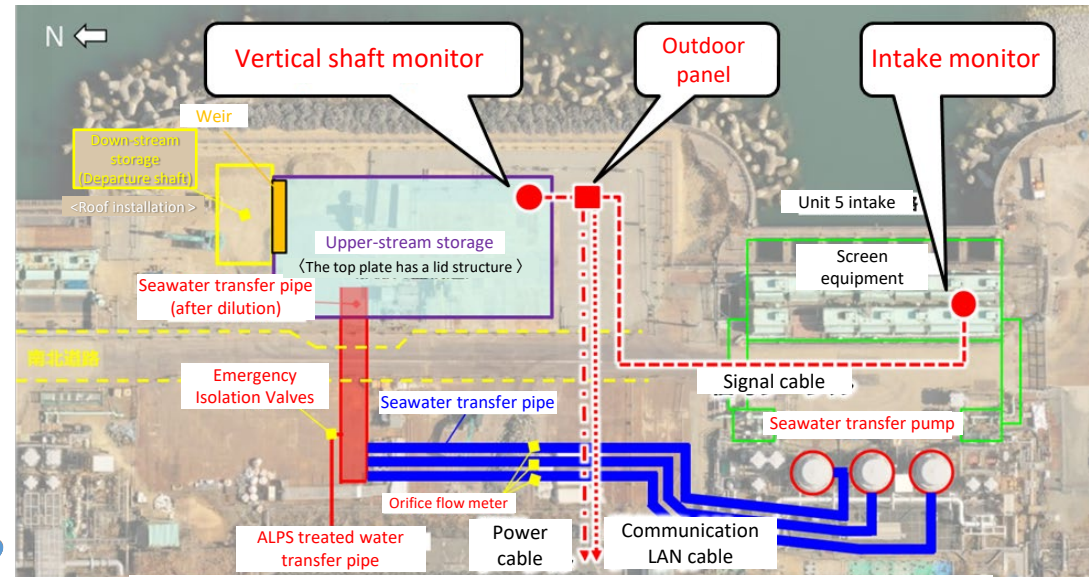 N
Vertical shaft monitor
Outdoor
panel
Intake monitor
Weir
Down-stream
storage
(Departure shaft)
<Roof installation >
Unit 5 intake
Upper-stream storage
〈The top plate has a lid structure 〉
Screen
equipment
Seawater transfer pipe
(after dilution)
南北道路
Emergency
Isolation Valves
Signal cable
Seawater transfer pipe
Seawater transfer pump
Orifice flow meter
ALPS treated water
transfer pipe
Power
cable
Communication
LAN cable